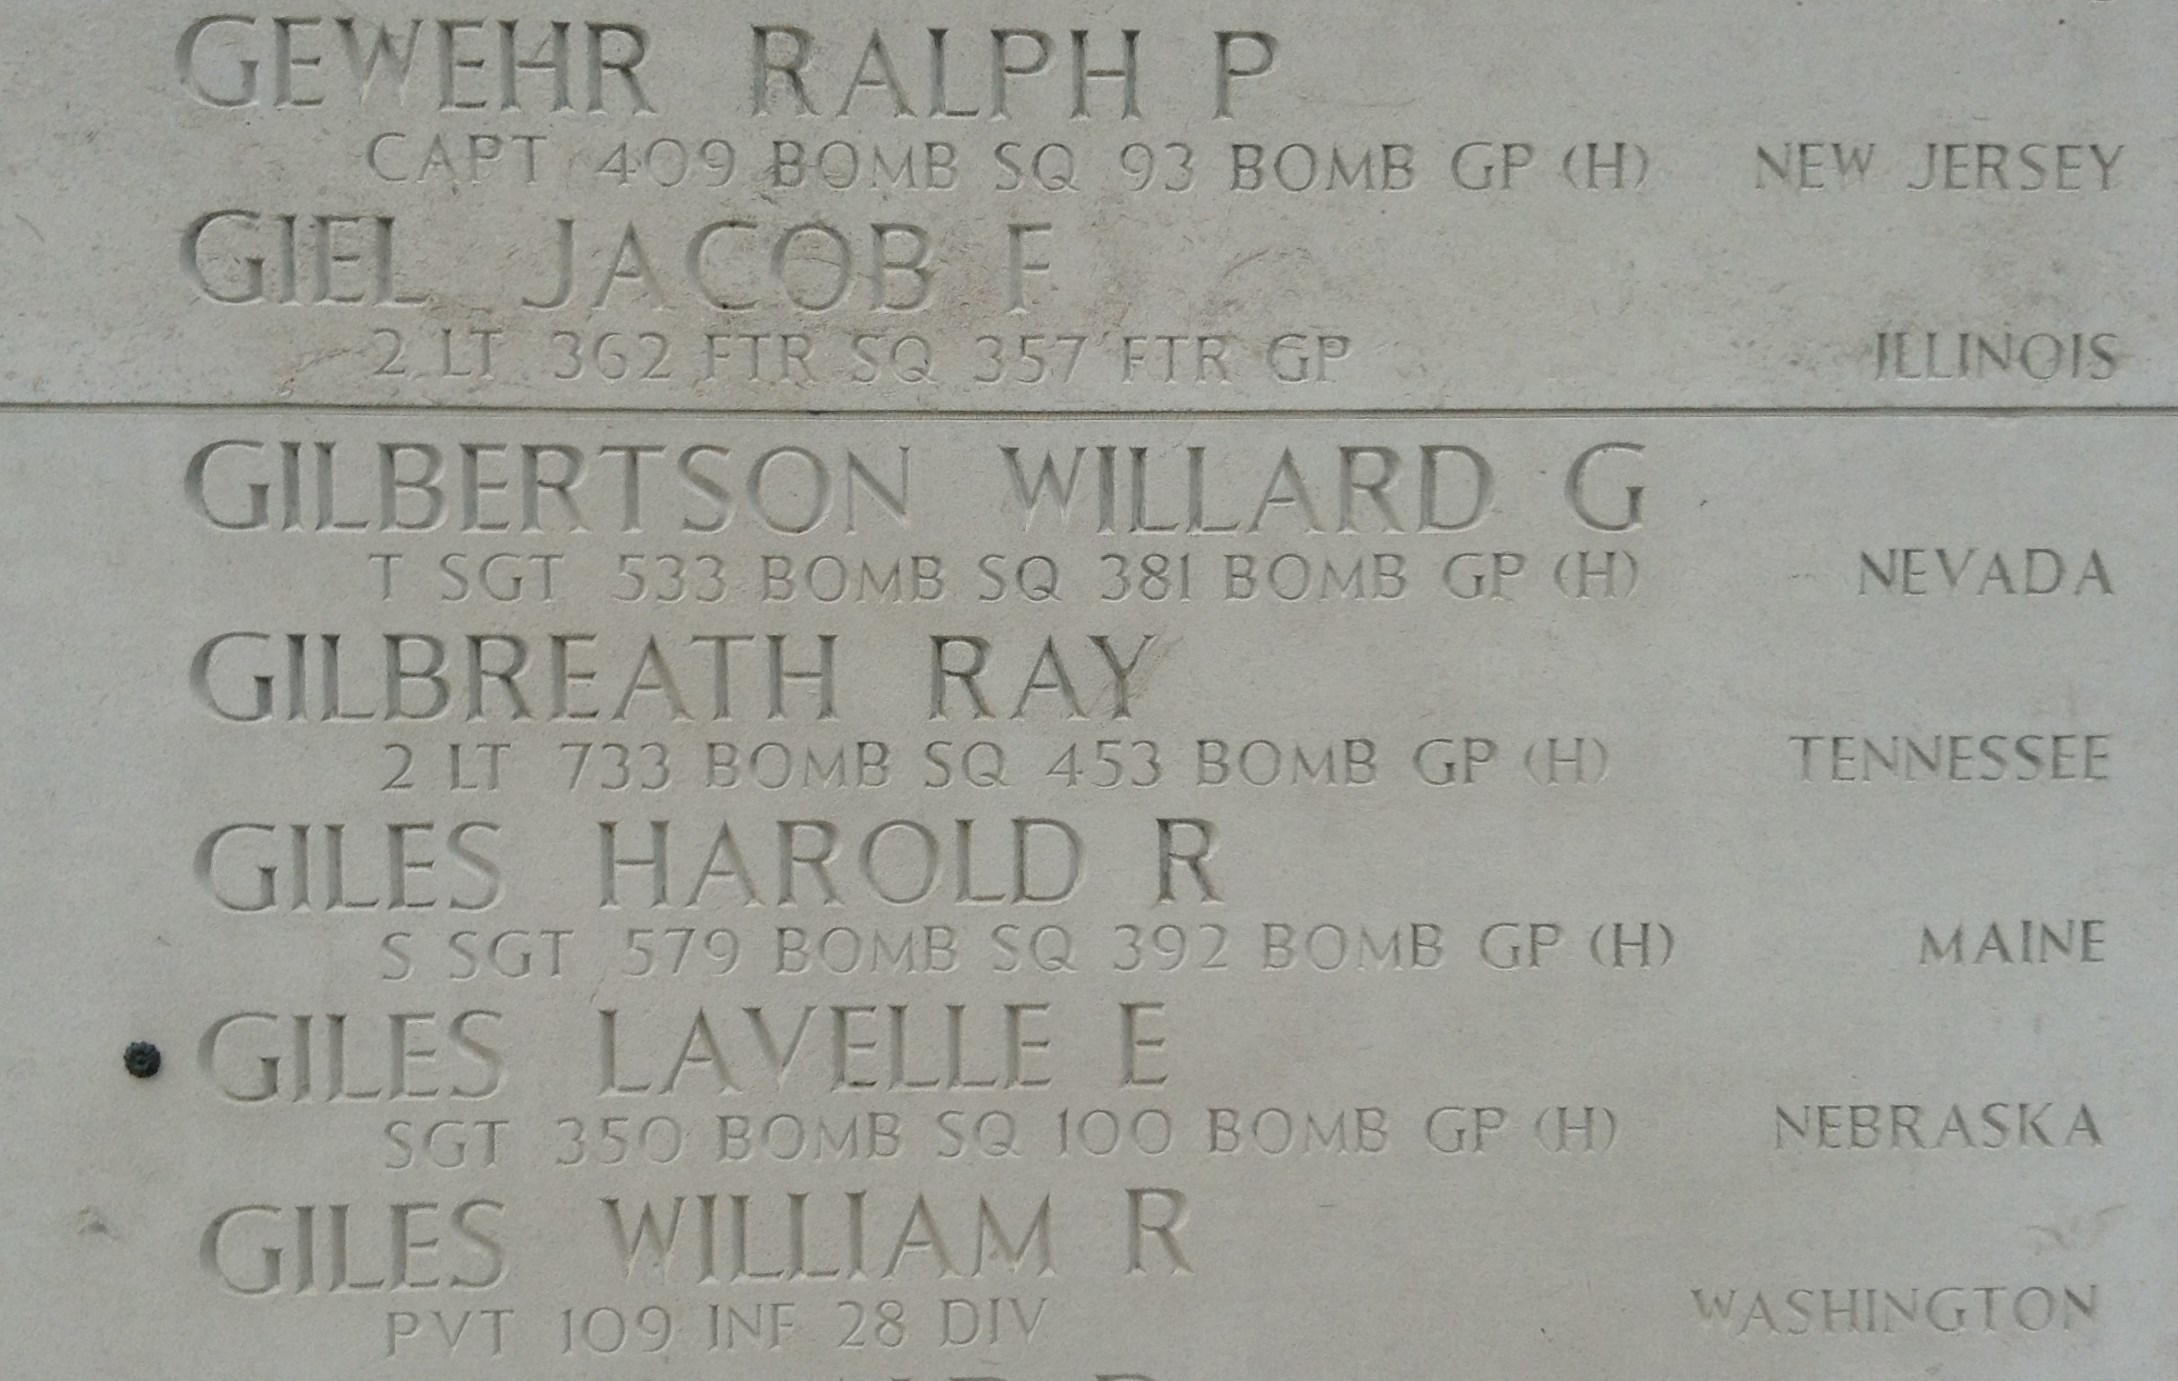 GEWEHR RALPH P
CAPT 409 BOMB SQ 93 BOMB GP (H) NEW JERSEY
GIEL JACOB F
2 LT 362 FTR SQ 357 FTR GP ILLINOIS
GILBERTSON WILLARD G
T SGT 533 BOMB SQ 381 BOMB GP (H) NEVADA
GILBREATH RAY
2 LT 733 BOMB SQ 453 BOMB GP (H) TENNESSEE
GILES HAROLD R
S SGT 579 BOMB SQ 392 BOMB GP (H) MAINE
GILES LAVELLE E
SGT 350 BOMB SQ 100 BOMB GP (H) NEBRASKA
GILES WILLIAM R
PVT 109 INF 28 DIV WASHINGTON